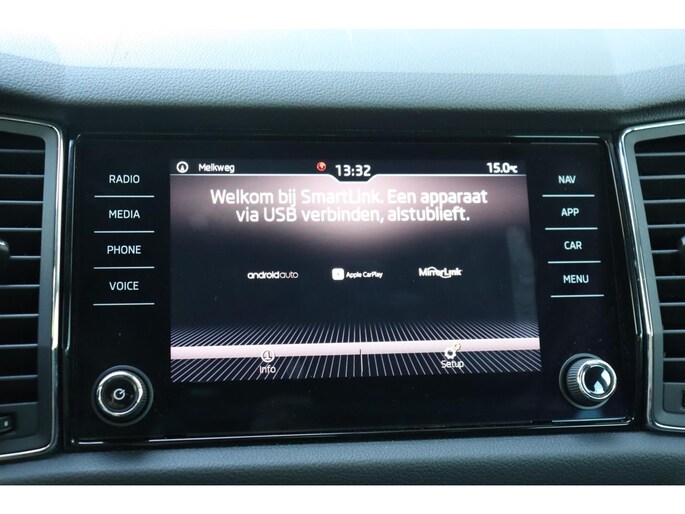 Melkweg 13:32 15.0°C
Welkom bij SmartLink. Een apparaat
via USB verbinden, alstublieft.
androidauto Apple CarPlay MirrorLink
Info Setup
RADIO
MEDIA
PHONE
VOICE
NAV
APP
CAR
MENU